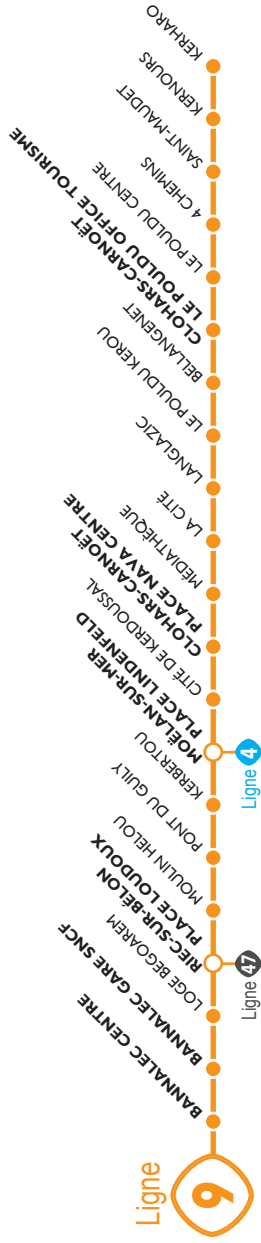 Ligne
9
BANNALEC CENTRE
BANNALEC GARE SNCF
LOGE BEGOAREM
RIEC-SUR-BÉLON
PLACE LOUDOUX
Ligne 47
MOULIN HELOU
PONT DU GUILY
KERBERTOU
MOËLAN-SUR-MER
PLACE LINDENFELD
Ligne 4
CITÉ DE KERDOUSSAL
CLOHARS-CARNOËT
PLACE NAVA CENTRE
MÉDIATHÈQUE
LA CITÉ
LANGLAZIC
LE POULDU KEROU
BELLANGENET
CLOHARS-CARNOËT
LE POULDU OFFICE TOURISME
LE POULDU CENTRE
4 CHEMINS
SAINT-MAUDET
KERNOURS
KERHARO